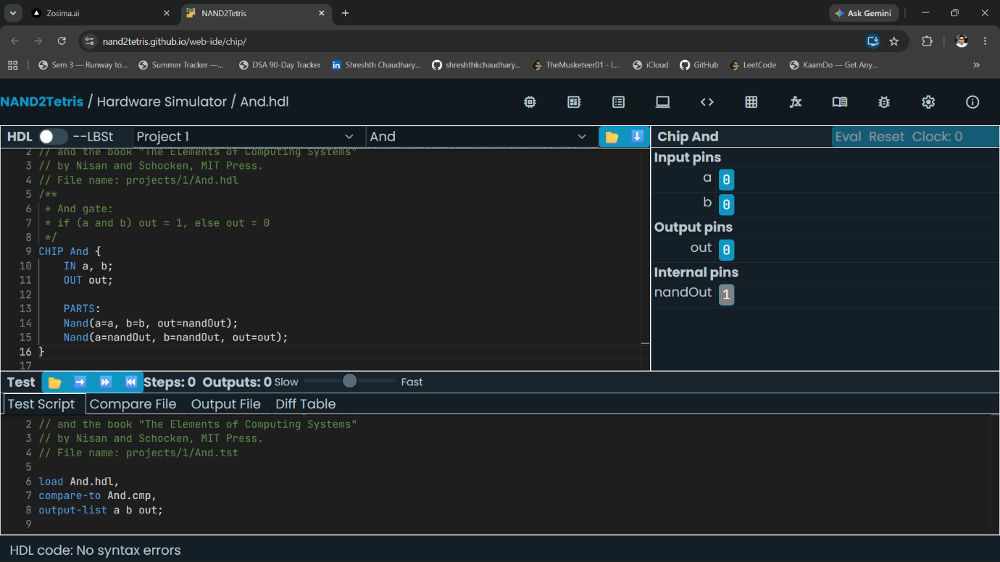 Zosima.ai
NAND2Tetris
Ask Gemini
nand2tetris.github.io/web-ide/chip/
Sem 3 — Runway to...
Summer Tracker —...
DSA 90-Day Tracker
in Shreshth Chaudhary...
shreshthkchaudhary...
TheMusketeer01 - L...
iCloud
GitHub
LeetCode
KaamDo — Get Any...
NAND2Tetris / Hardware Simulator / And.hdl
HDL --LBSt Project 1 And
2 // and the book "The Elements of Computing Systems"
3 // by Nisan and Schocken, MIT Press.
4 // File name: projects/1/And.hdl
5 /**
6 * And gate:
7 * if (a and b) out = 1, else out = 0
8 */
9 CHIP And {
10 IN a, b;
11 OUT out;
12
13 PARTS:
14 Nand(a=a, b=b, out=nandOut);
15 Nand(a=nandOut, b=nandOut, out=out);
16 }
17
Chip And Eval Reset Clock: 0
Input pins
a 0
b 0
Output pins
out 0
Internal pins
nandOut 1
Test Steps: 0 Outputs: 0 Slow Fast
Test Script Compare File Output File Diff Table
2 // and the book "The Elements of Computing Systems"
3 // by Nisan and Schocken, MIT Press.
4 // File name: projects/1/And.tst
5
6 load And.hdl,
7 compare-to And.cmp,
8 output-list a b out;
9
HDL code: No syntax errors